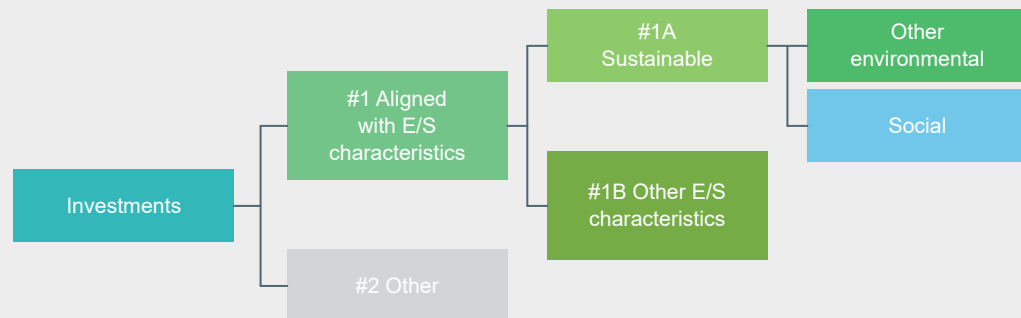 Investments
#1 Aligned
with E/S
characteristics
#2 Other
#1A
Sustainable
#1B Other E/S
characteristics
Other
environmental
Social